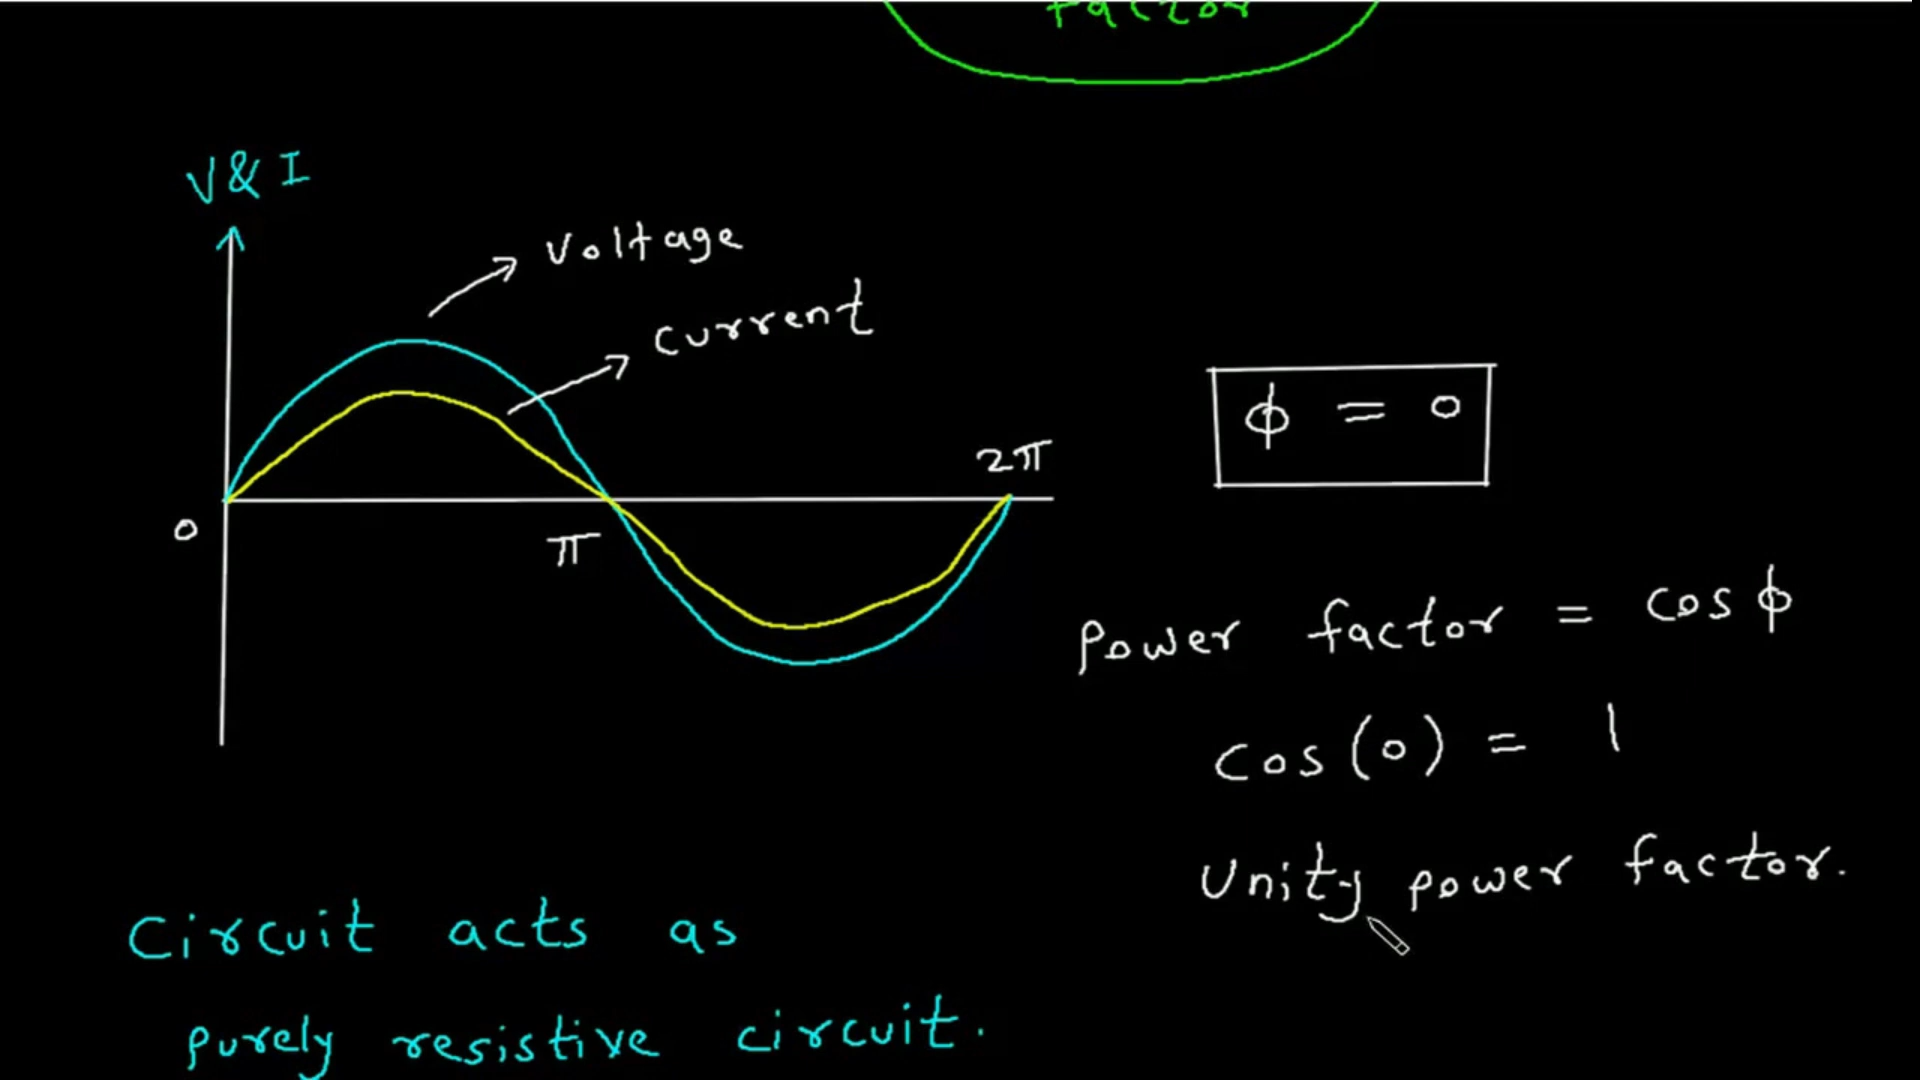 Factor
V & I
Voltage
Current
ϕ = 0
2π
0
π
Power factor = cos ϕ
cos(0) = 1
Unity power factor.
Circuit acts as
purely resistive circuit.